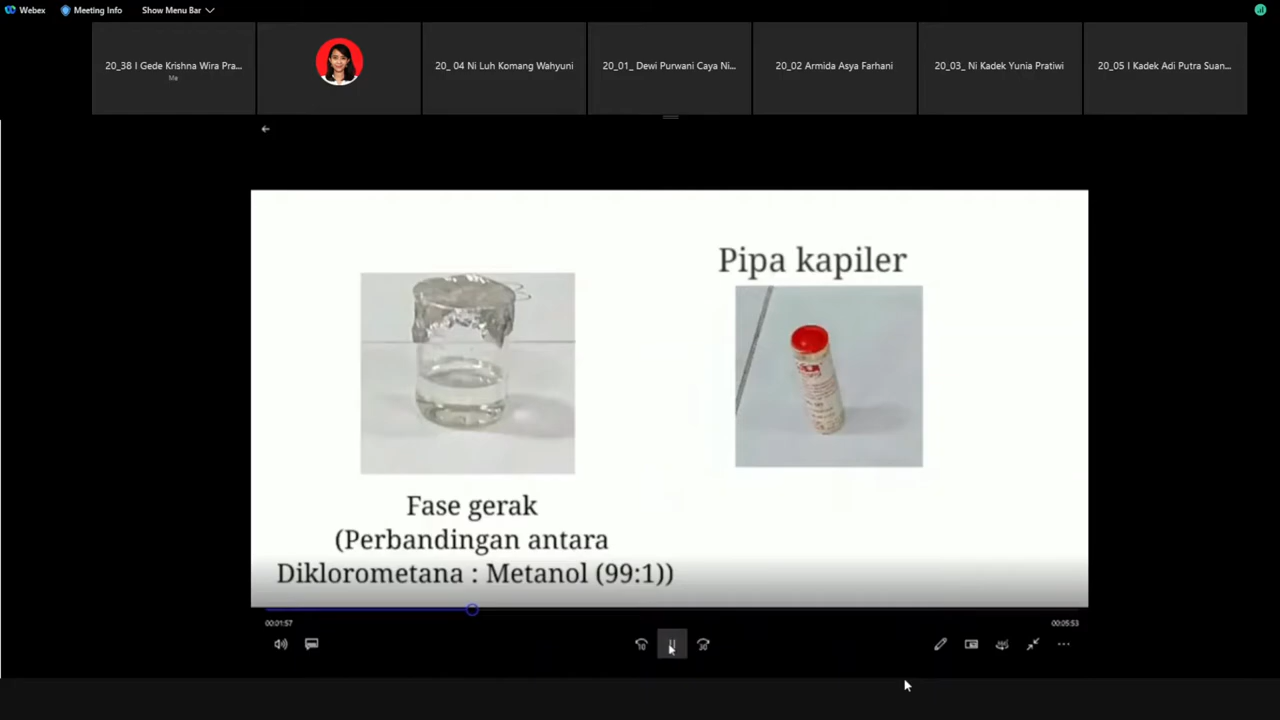 Webex
Meeting Info
Show Menu Bar
20_38 I Gede Krishna Wira Pra...
Me
20_ 04 Ni Luh Komang Wahyuni
20_01_ Dewi Purwani Caya Ni...
20_02 Armida Asya Farhani
20_03_ Ni Kadek Yunia Pratiwi
20_05 I Kadek Adi Putra Suan...
Pipa kapiler
Fase gerak
(Perbandingan antara
Diklorometana : Metanol (99:1))
00:01:57
00:05:53
10
30